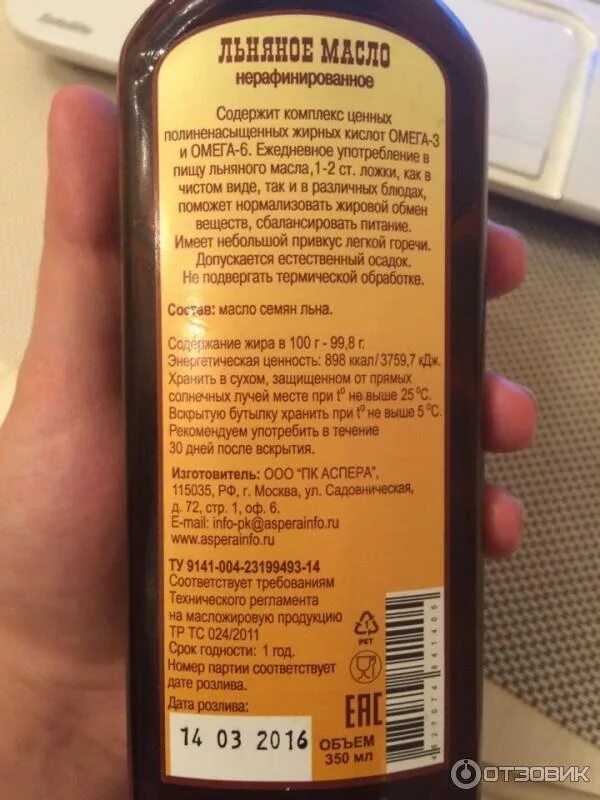 ЛЬНЯНОЕ МАСЛО
нерафинированное
Содержит комплекс ценных
полиненасыщенных жирных кислот ОМЕГА-3
и ОМЕГА-6. Ежедневное употребление в
пищу льняного масла,1-2 ст. ложки, как в
чистом виде, так и в различных блюдах,
поможет нормализовать жировой обмен
веществ, сбалансировать питание.
Имеет небольшой привкус легкой горечи.
Допускается естественный осадок.
Не подвергать термической обработке.
Состав: масло семян льна.
Содержание жира в 100 г - 99,8 г.
Энергетическая ценность: 898 ккал/ 3759,7 кДж.
Хранить в сухом, защищенном от прямых
солнечных лучей месте при t° не выше 25 °С.
Вскрытую бутылку хранить при t° не выше 5 °С.
Рекомендуем употребить в течение
30 дней после вскрытия.
Изготовитель: ООО "ПК АСПЕРА",
115035, РФ, г. Москва, ул. Садовническая,
д. 72, стр. 1, оф. 6.
E-mail: info-pk@asperainfo.ru
www.asperainfo.ru
ТУ 9141-004-23199493-14
Соответствует требованиям
Технического регламента
на масложировую продукцию
ТР ТС 024/2011
Срок годности: 1 год.
Номер партии соответствует
дате розлива.
Дата розлива:
14 03 2016
1
PET
EAC
ОБЪЕМ
350 мл
4627074841405
ОТЗОВИК